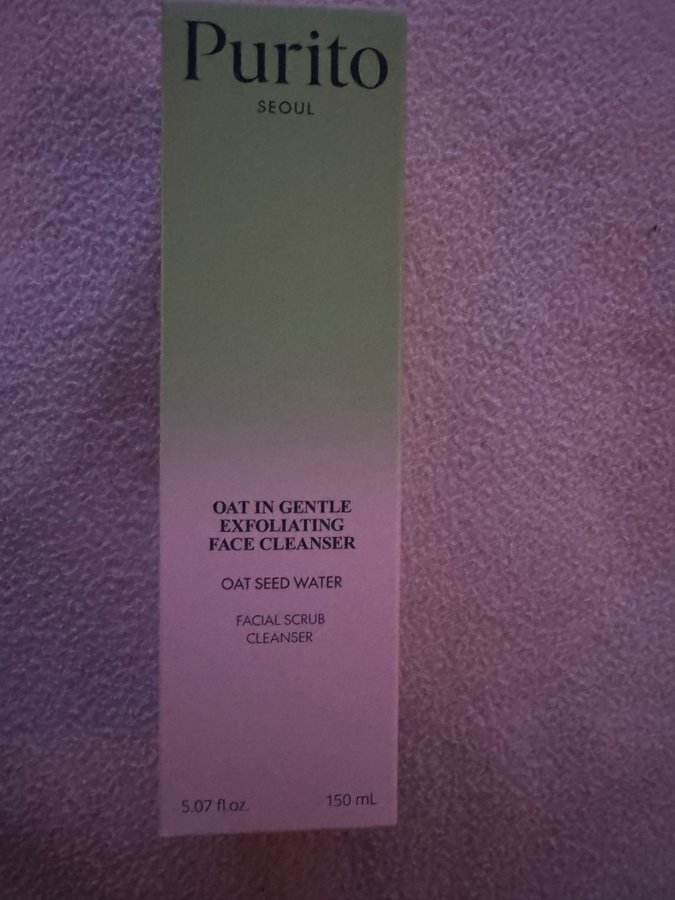 Purito
SEOUL
OAT IN GENTLE
EXFOLIATING
FACE CLEANSER
OAT SEED WATER
FACIAL SCRUB
CLEANSER
5.07 fl.oz. 150 mL